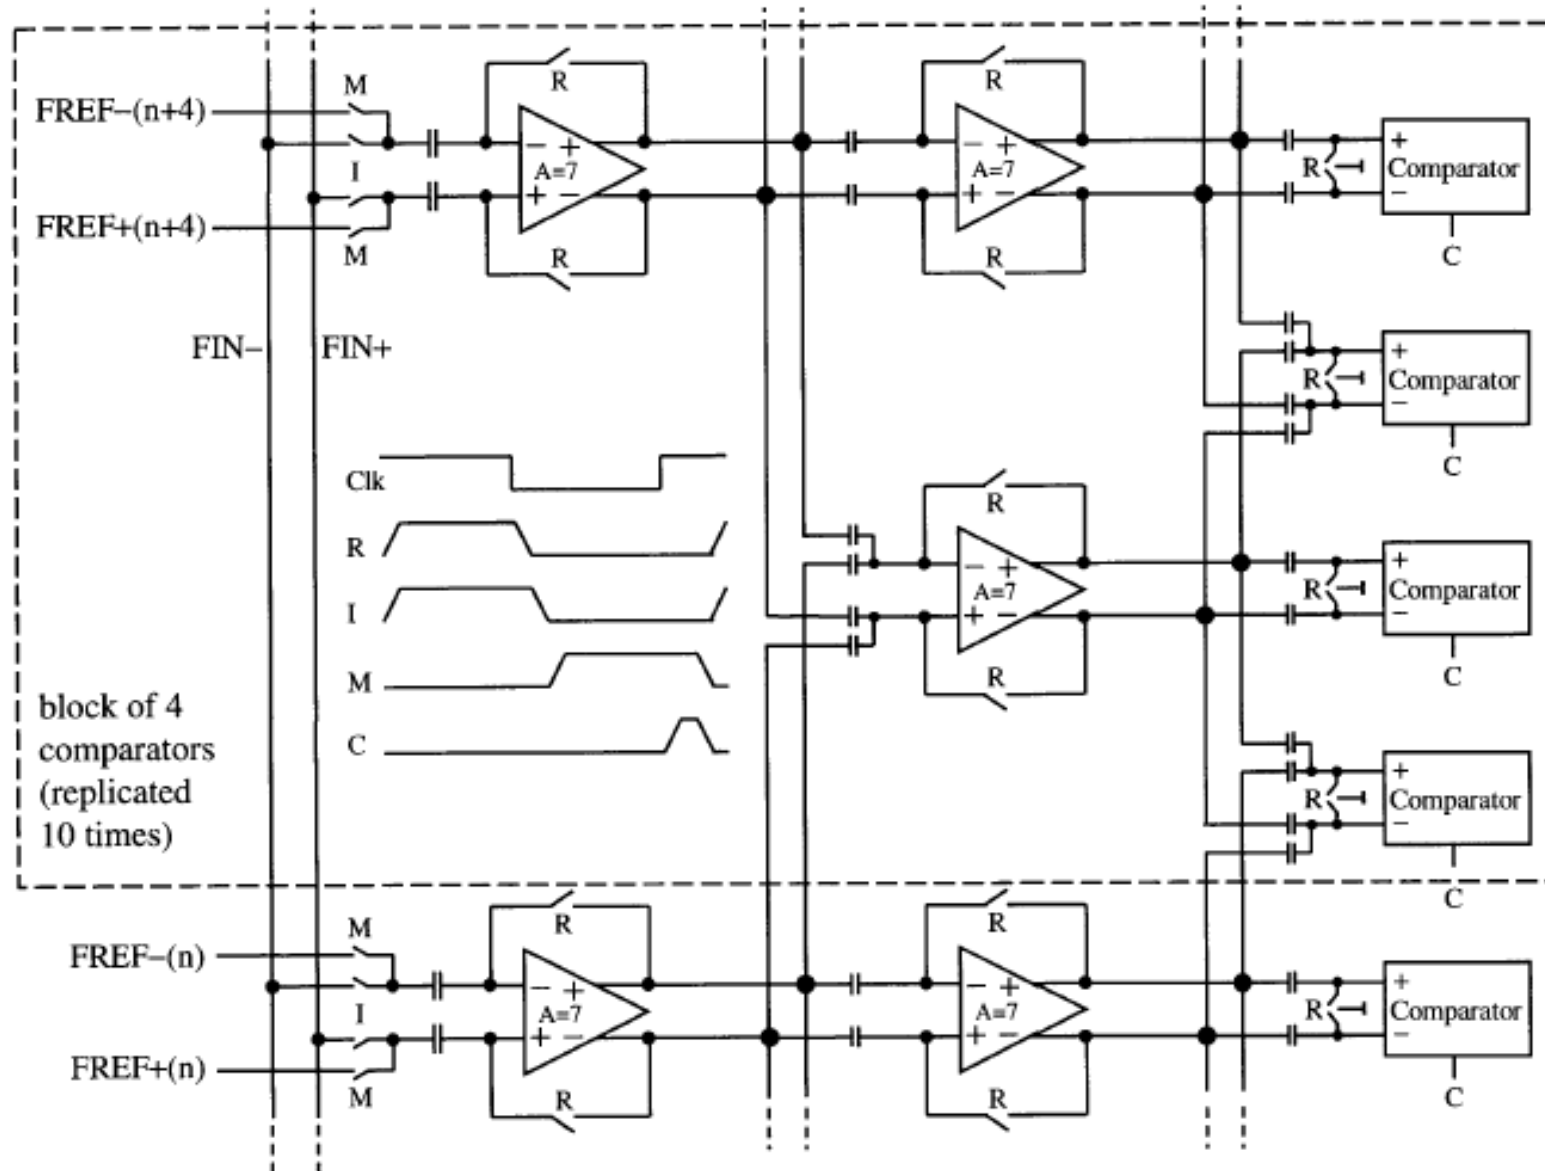 M
R
R
FREF−(n+4)
− +
A=7
+ −
− +
A=7
+ −
+
Comparator
−
R
I
C
FREF+(n+4)
M
R
R
FIN−
FIN+
+
Comparator
−
R
C
Clk
R
I
M
C
R
− +
A=7
+ −
R
+
Comparator
−
R
C
block of 4
comparators
(replicated
10 times)
+
Comparator
−
R
C
M
R
R
FREF−(n)
− +
A=7
+ −
− +
A=7
+ −
+
Comparator
−
R
I
C
FREF+(n)
M
R
R